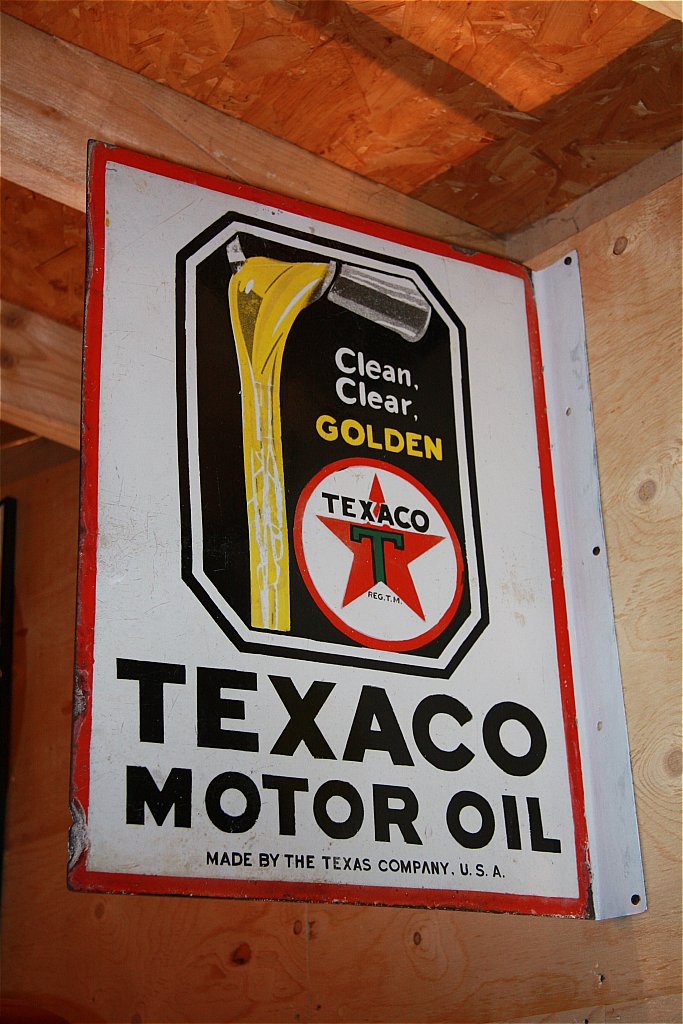 Clean,
Clear,
GOLDEN
TEXACO
T
REG.T.M.
TEXACO
MOTOR OIL
MADE BY THE TEXAS COMPANY, U.S.A.